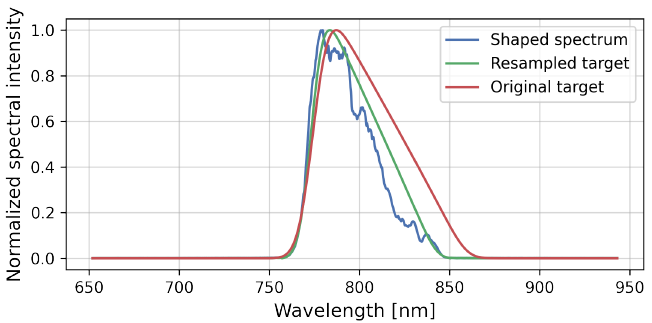 Normalized spectral intensity
1.0
0.8
0.6
0.4
0.2
0.0
Shaped spectrum
Resampled target
Original target
650 700 750 800 850 900 950
Wavelength [nm]